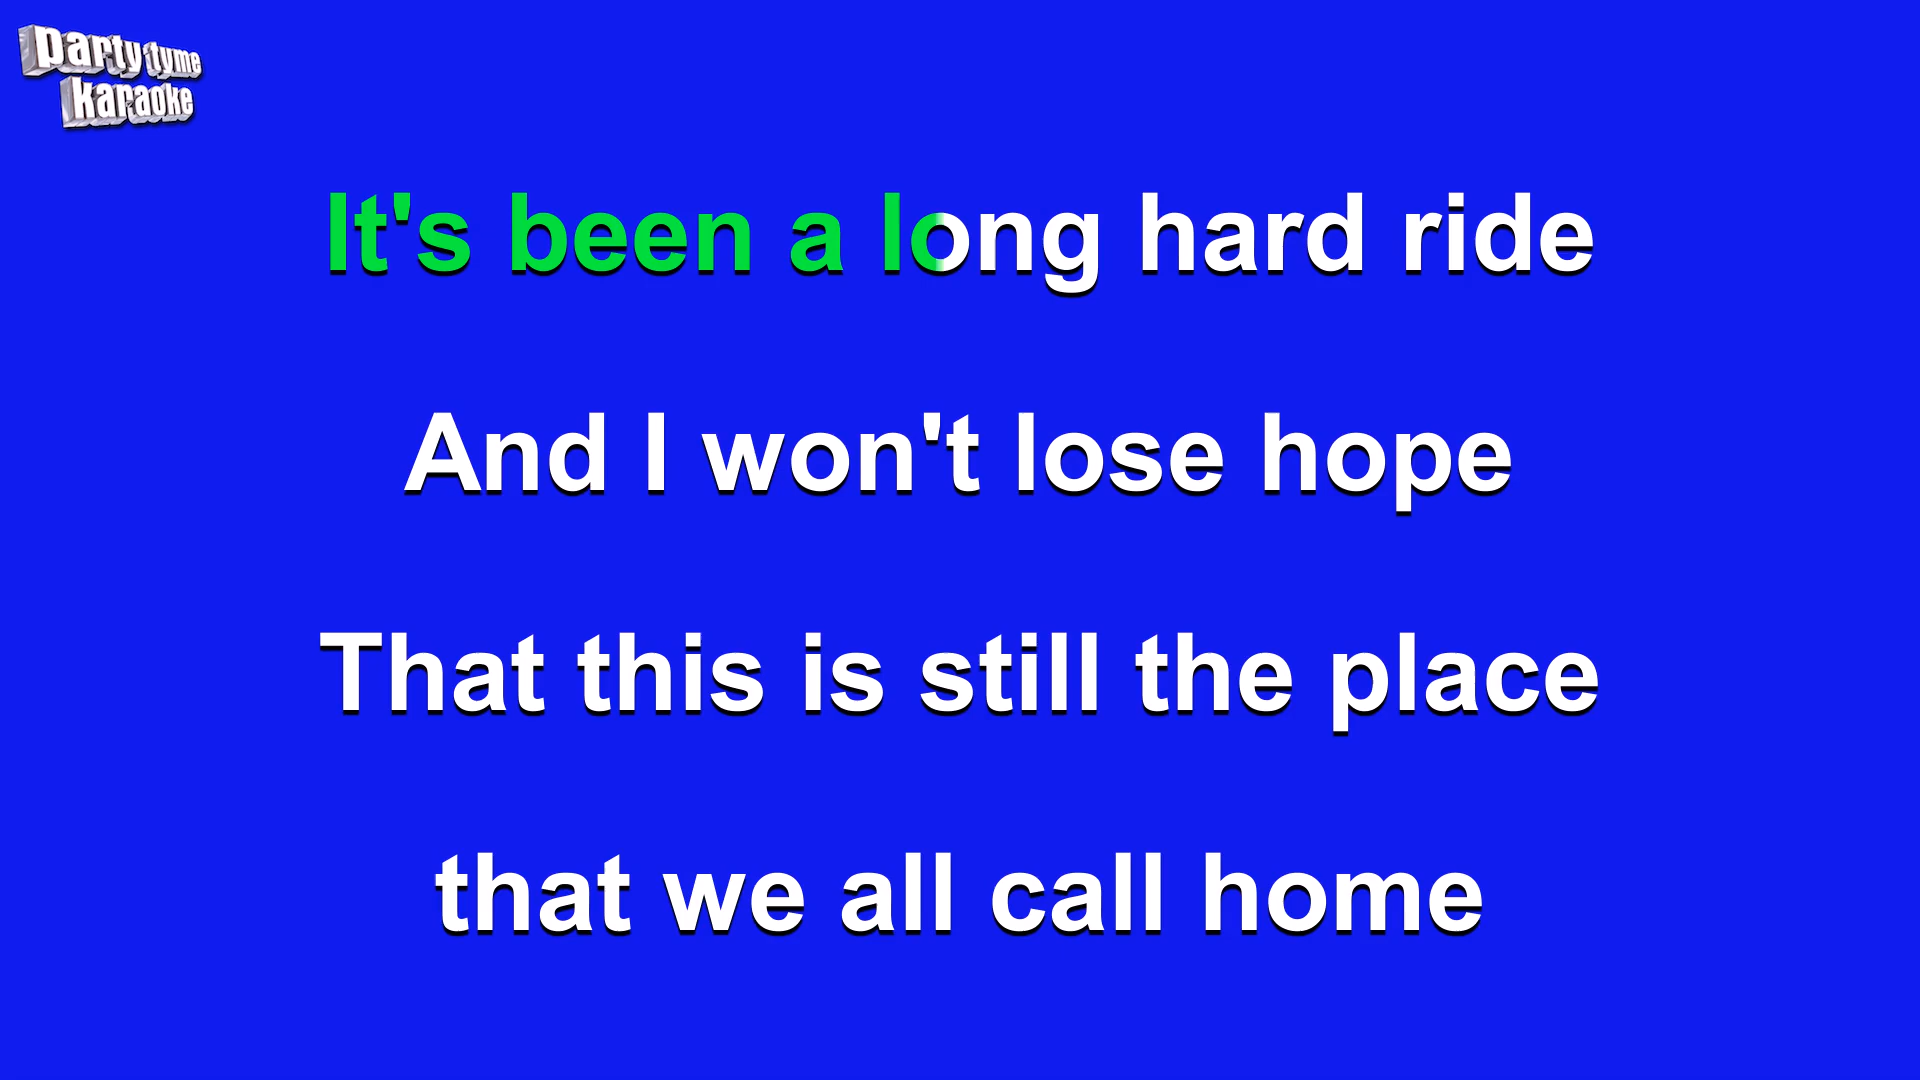 party tyme
karaoke
It's been a long hard ride
And I won't lose hope
That this is still the place
that we all call home